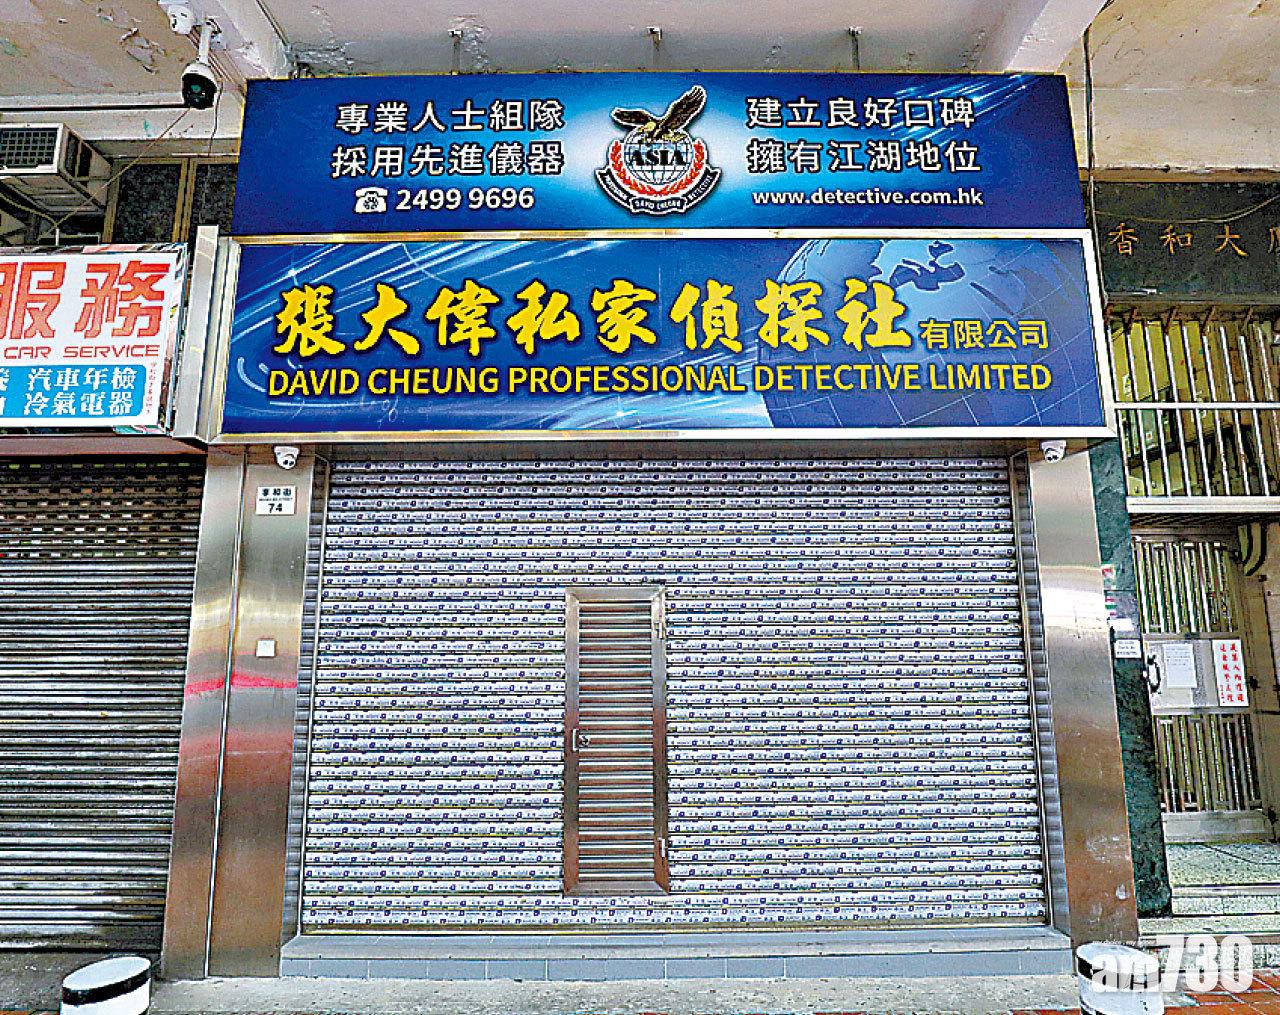 專業人士組隊
採用先進儀器
☎ 2499 9696
ASIA
DAVID CHEUNG
建立良好口碑
擁有江湖地位
www.detective.com.hk
張大偉私家偵探社有限公司
DAVID CHEUNG PROFESSIONAL DETECTIVE LIMITED
服務
CAR SERVICE
汽車年檢
冷氣電器
74
香和大
am730